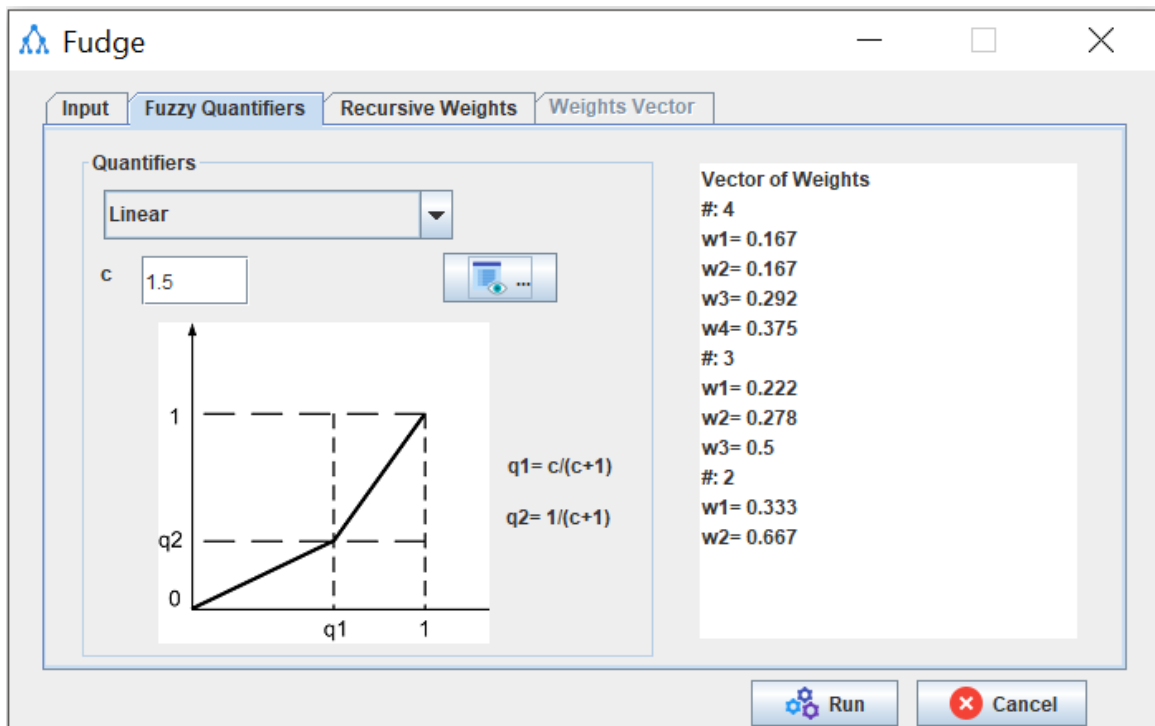 Fudge
Input
Fuzzy Quantifiers
Recursive Weights
Weights Vector
Quantifiers
Linear
c
1.5
...
1
q2
0
q1
1
q1= c/(c+1)
q2= 1/(c+1)
Vector of Weights
#: 4
w1= 0.167
w2= 0.167
w3= 0.292
w4= 0.375
#: 3
w1= 0.222
w2= 0.278
w3= 0.5
#: 2
w1= 0.333
w2= 0.667
Run
Cancel